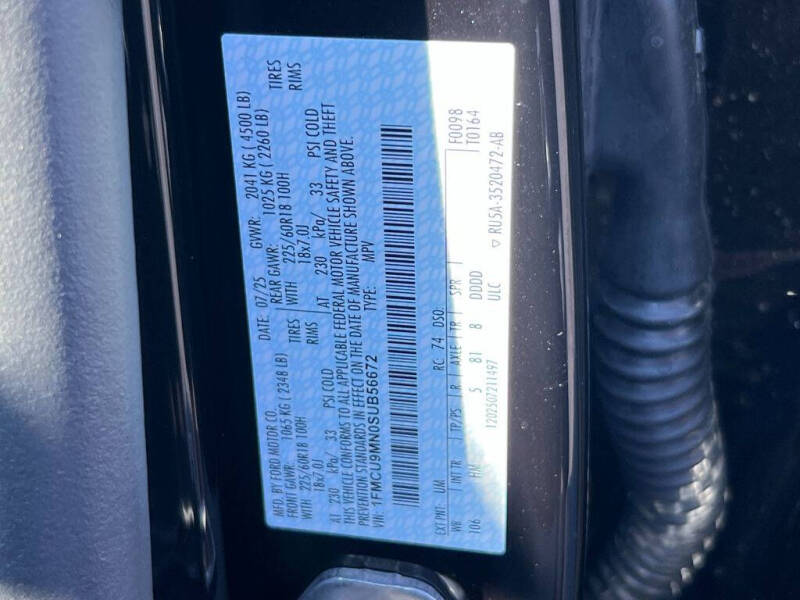 MFD. BY FORD MOTOR CO. DATE: 07/25 GVWR: 2041 KG ( 4500 LB)
FRONT GAWR: 1065 KG ( 2348 LB) REAR GAWR: 1025 KG ( 2260 LB)
WITH 225/60R18 100H TIRES WITH 225/60R18 100H TIRES
18x7.0J RIMS 18x7.0J RIMS
AT 230 kPa/ 33 PSI COLD AT 230 kPa/ 33 PSI COLD
THIS VEHICLE CONFORMS TO ALL APPLICABLE FEDERAL MOTOR VEHICLE SAFETY AND THEFT
PREVENTION STANDARDS IN EFFECT ON THE DATE OF MANUFACTURE SHOWN ABOVE.
VIN: 1FMCU9MN0SUB56672 TYPE: MPV
F0098
EXT PNT: UM RC: 74 DSO: T0164
WB INT TR TP/PS R AXLE TR SPR
106 HM 5 81 8 DDDD RU5A-3520472-AB
1202507211497 ULC